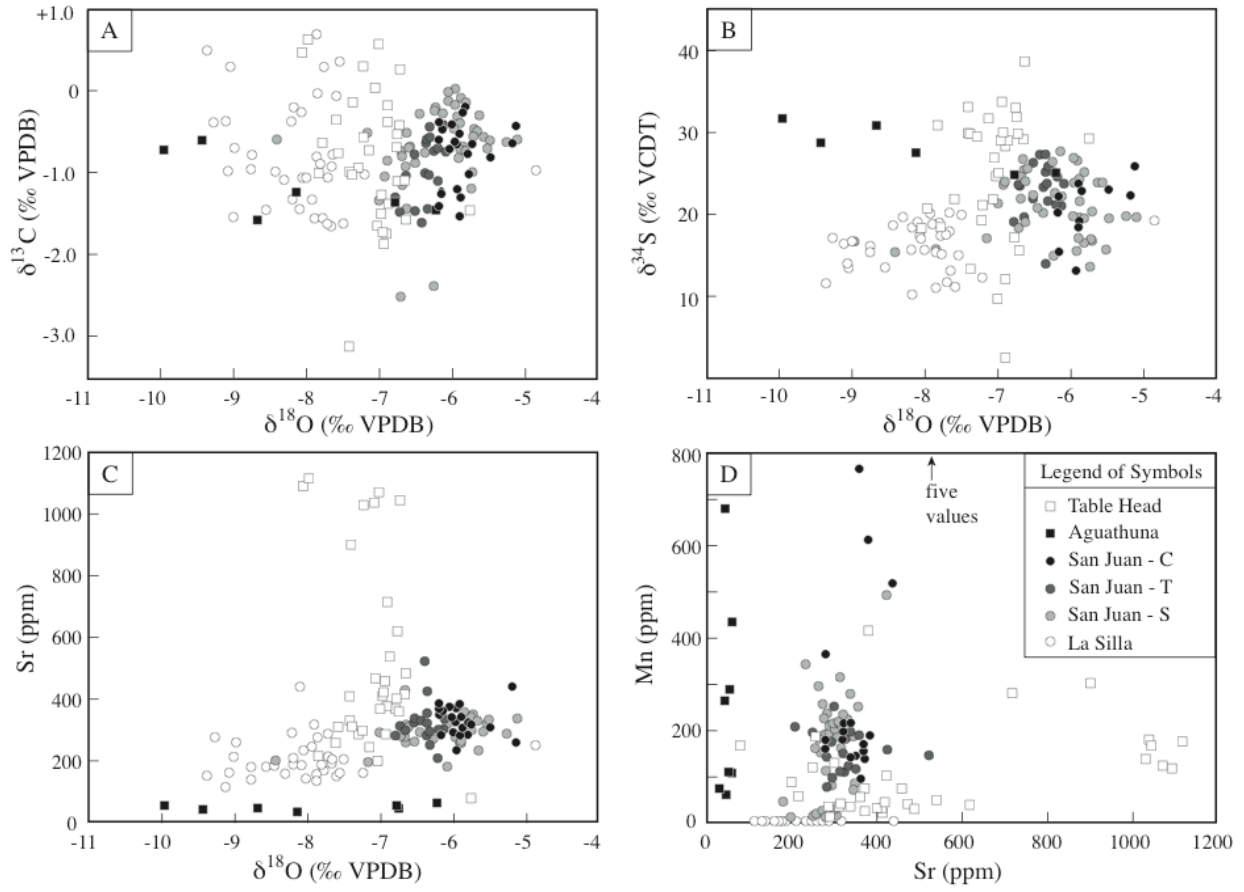 A
+1.0
0
-1.0
-2.0
-3.0
δ¹³C (‰ VPDB)
-11 -10 -9 -8 -7 -6 -5 -4
δ¹⁸O (‰ VPDB)
B
40
30
20
10
δ³⁴S (‰ VCDT)
-11 -10 -9 -8 -7 -6 -5 -4
δ¹⁸O (‰ VPDB)
C
1200
1000
800
600
400
200
0
Sr (ppm)
-11 -10 -9 -8 -7 -6 -5 -4
δ¹⁸O (‰ VPDB)
D
800
600
400
200
0
Mn (ppm)
five
values
Legend of Symbols
Table Head
Aguathuna
San Juan - C
San Juan - T
San Juan - S
La Silla
0 200 400 600 800 1000 1200
Sr (ppm)